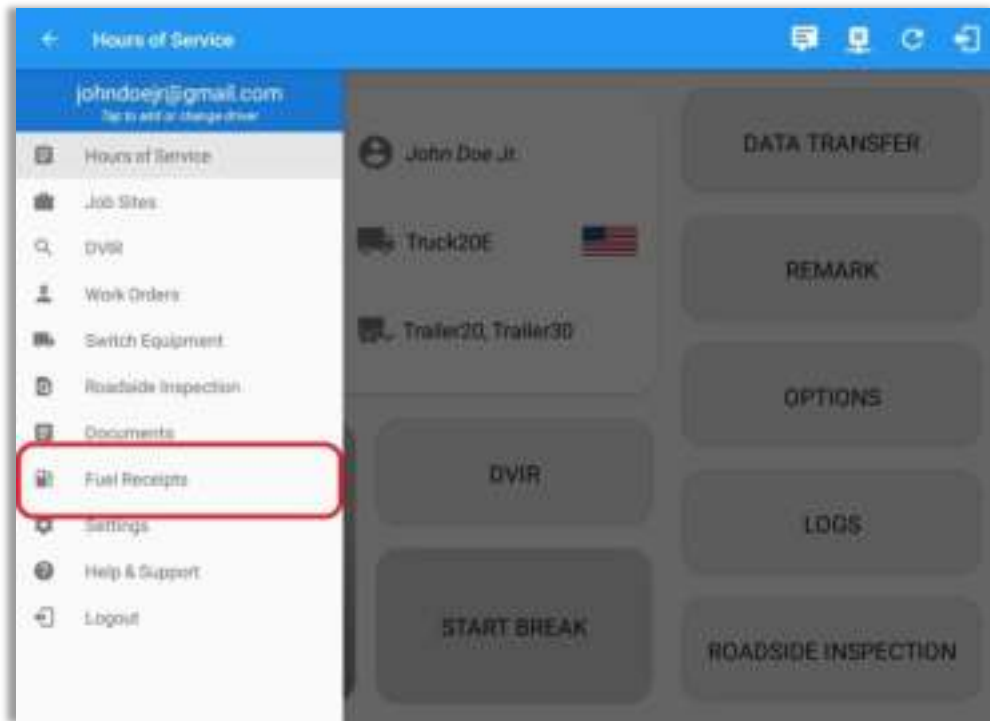 Hours of Service
johndoejr@gmail.com
Tap to add or change driver
Hours of Service
Job Sites
DVIR
Work Orders
Switch Equipment
Roadside Inspection
Documents
Fuel Receipts
Settings
Help & Support
Logout
John Doe Jr.
Truck20E
Trailer20, Trailer30
DVIR
START BREAK
DATA TRANSFER
REMARK
OPTIONS
LOGS
ROADSIDE INSPECTION